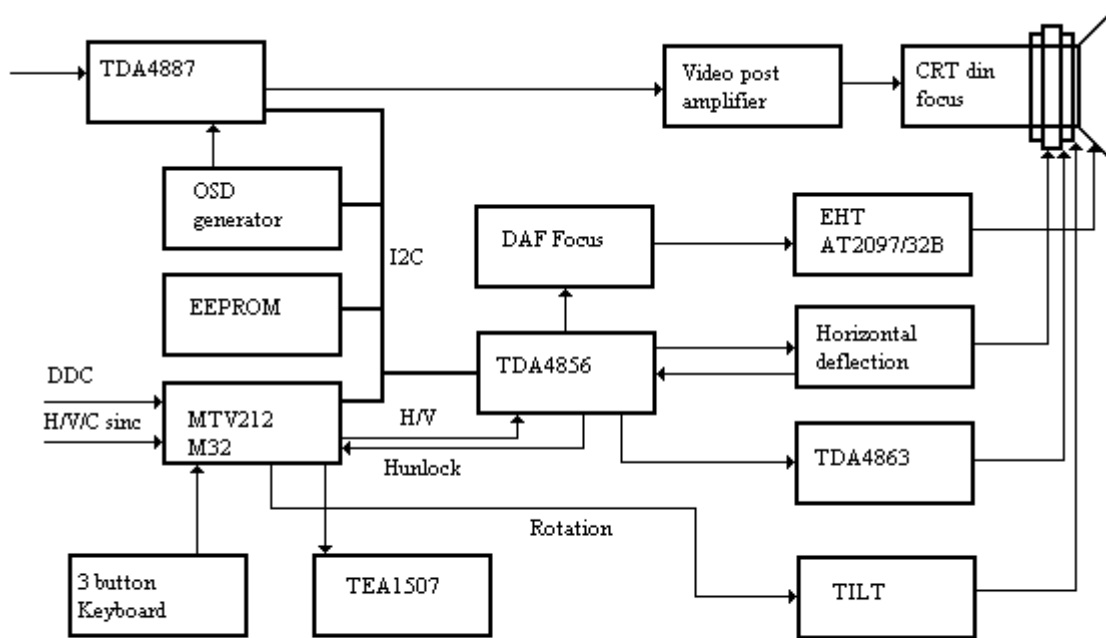 TDA4887
Video post
amplifier
CRT din
focus
OSD
generator
DAF Focus
EHT
AT2097/32B
I2C
EEPROM
TDA4856
Horizontal
deflection
DDC
H/V/C sinc
MTV212
M32
H/V
Hunlock
TDA4863
Rotation
3 button
Keyboard
TEA1507
TILT